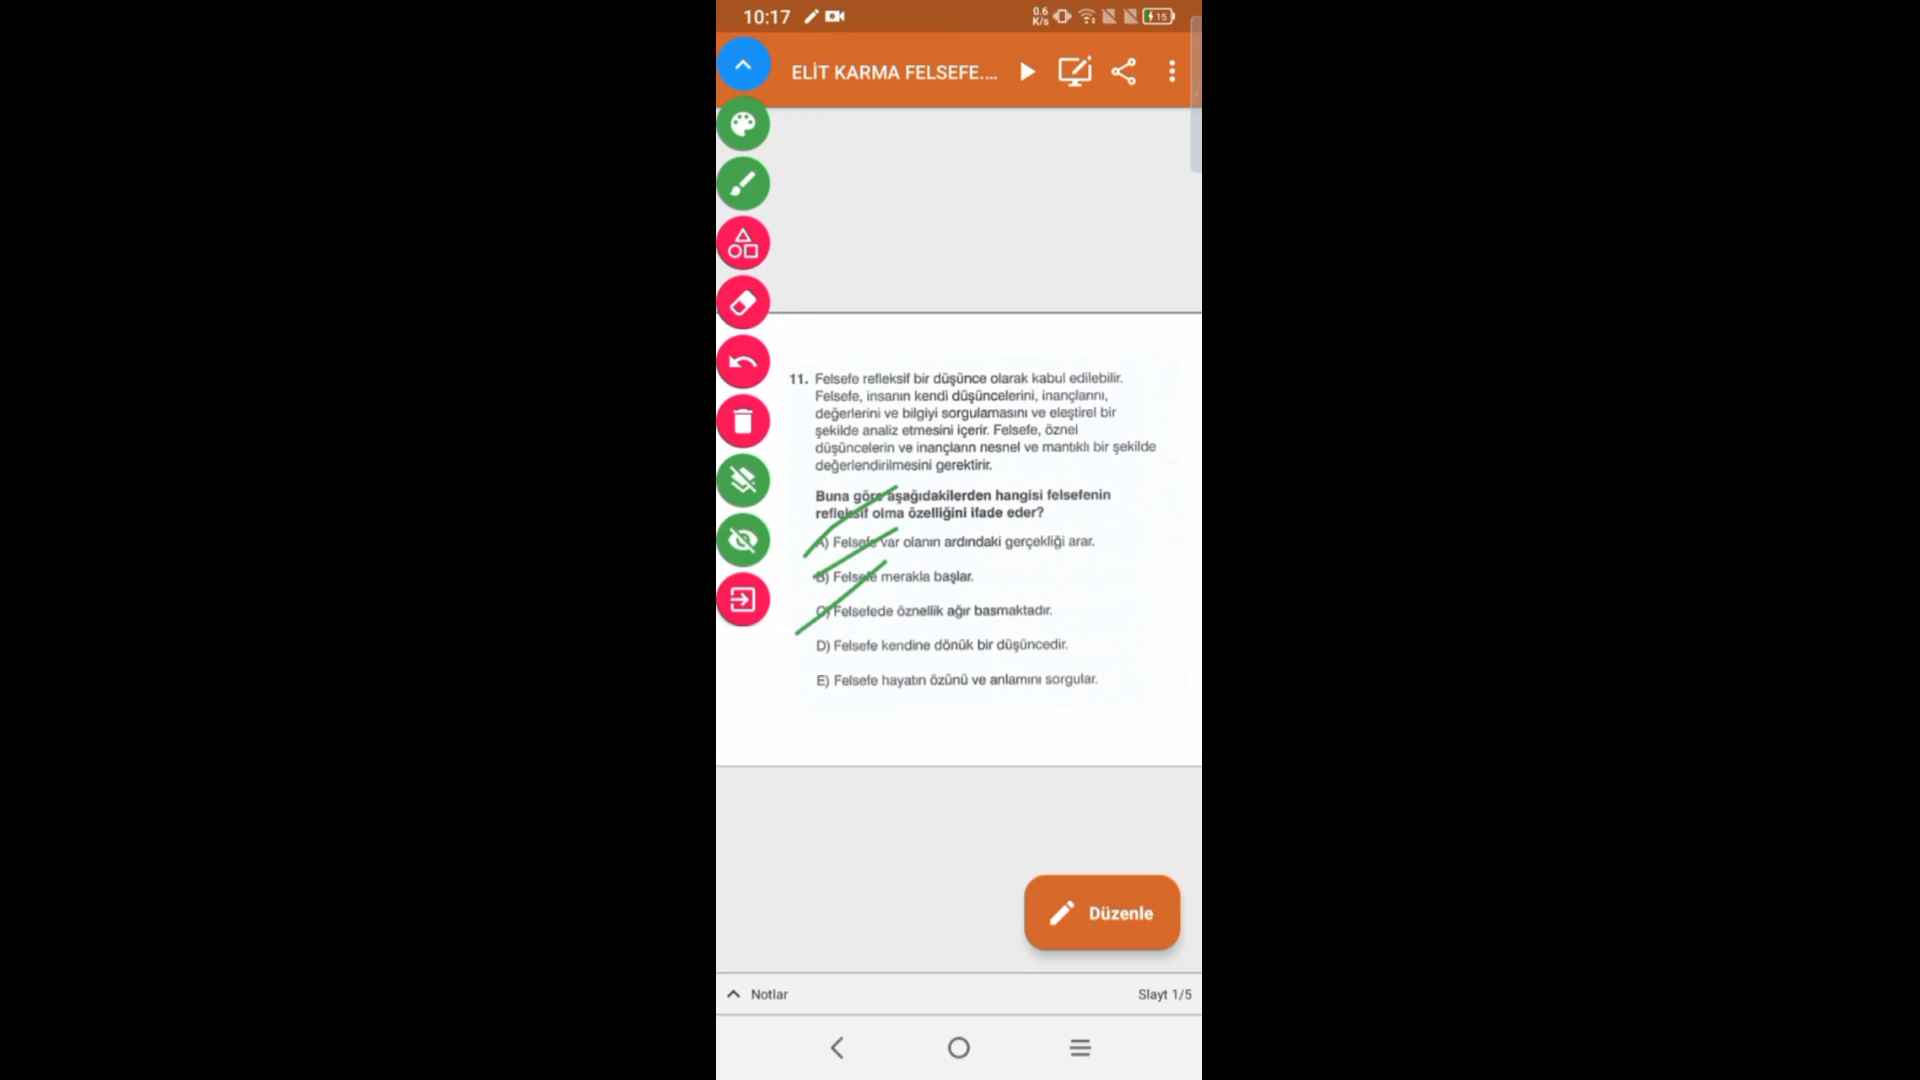 10:17
0.6
K/s
15
ELİT KARMA FELSEFE....
11. Felsefe refleksif bir düşünce olarak kabul edilebilir.
Felsefe, insanın kendi düşüncelerini, inançlarını,
değerlerini ve bilgiyi sorgulamasını ve eleştirel bir
şekilde analiz etmesini içerir. Felsefe, öznel
düşüncelerin ve inançların nesnel ve mantıklı bir şekilde
değerlendirilmesini gerektirir.
Buna göre aşağıdakilerden hangisi felsefenin
refleksif olma özelliğini ifade eder?
A) Felsefe var olanın ardındaki gerçekliği arar.
B) Felsefe merakla başlar.
C) Felsefede öznellik ağır basmaktadır.
D) Felsefe kendine dönük bir düşüncedir.
E) Felsefe hayatın özünü ve anlamını sorgular.
Düzenle
Notlar
Slayt 1/5